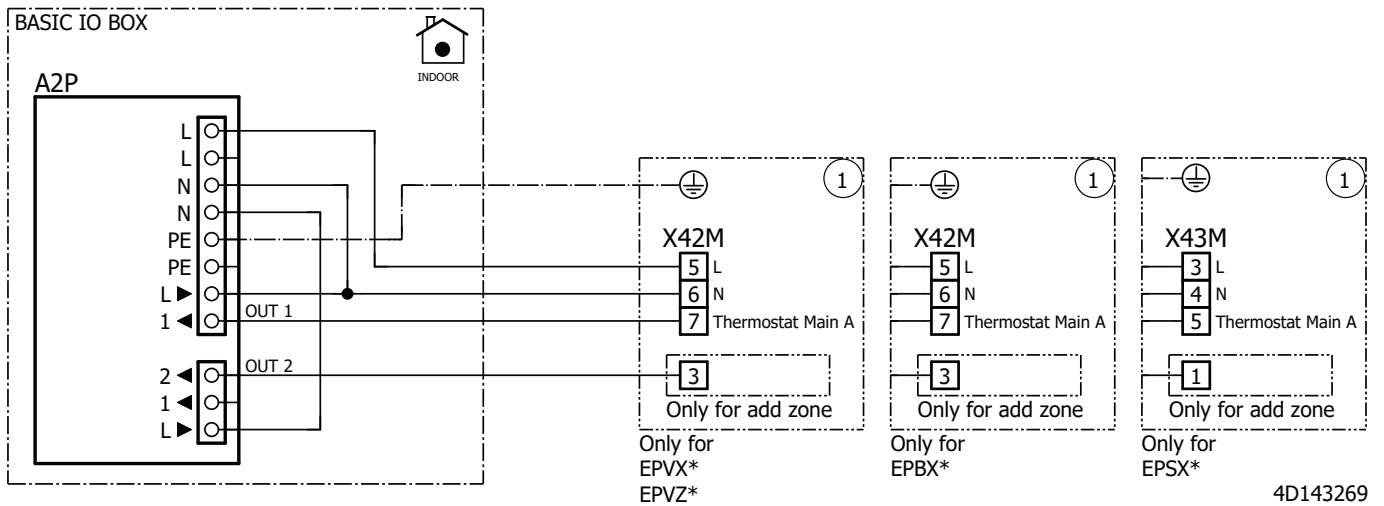 BASIC IO BOX
INDOOR
A2P
L
L
N
N
PE
PE
L ▶
1 ◀
OUT 1
2 ◀
OUT 2
1 ◀
L ▶
1
X42M
5 L
6 N
7 Thermostat Main A
3
Only for add zone
Only for
EPVX*
EPVZ*
1
X42M
5 L
6 N
7 Thermostat Main A
3
Only for add zone
Only for
EPBX*
1
X43M
3 L
4 N
5 Thermostat Main A
1
Only for add zone
Only for
EPSX*
4D143269